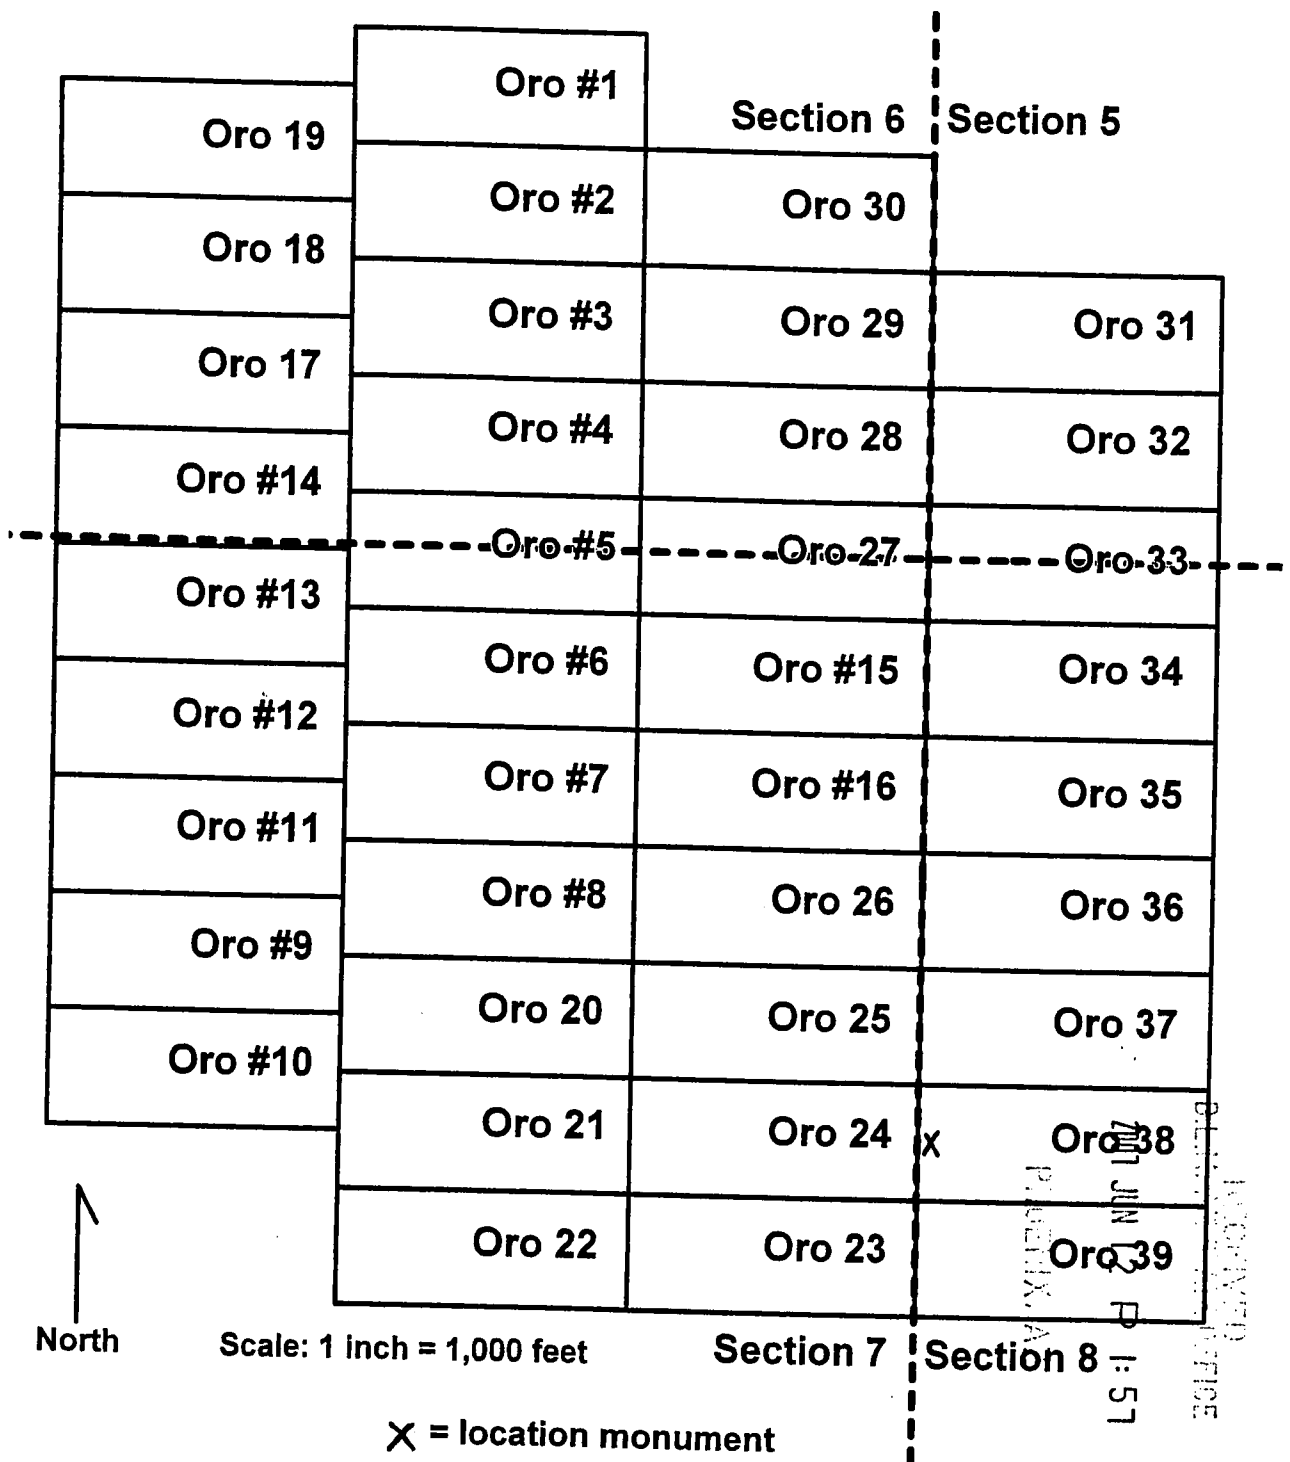 Oro #1
Section 6 Section 5
Oro 19
Oro #2
Oro 30
Oro 18
Oro #3
Oro 29
Oro 31
Oro 17
Oro #4
Oro 28
Oro 32
Oro #14
Oro #5
Oro 27
Oro 33
Oro #13
Oro #6
Oro #15
Oro 34
Oro #12
Oro #7
Oro #16
Oro 35
Oro #11
Oro #8
Oro 26
Oro 36
Oro #9
Oro 20
Oro 25
Oro 37
Oro #10
Oro 21
Oro 24
X
Oro 38
Oro 22
Oro 23
Oro 39
North
Scale: 1 inch = 1,000 feet
Section 7 Section 8
X = location monument
2007 JUN 12 P 1:57